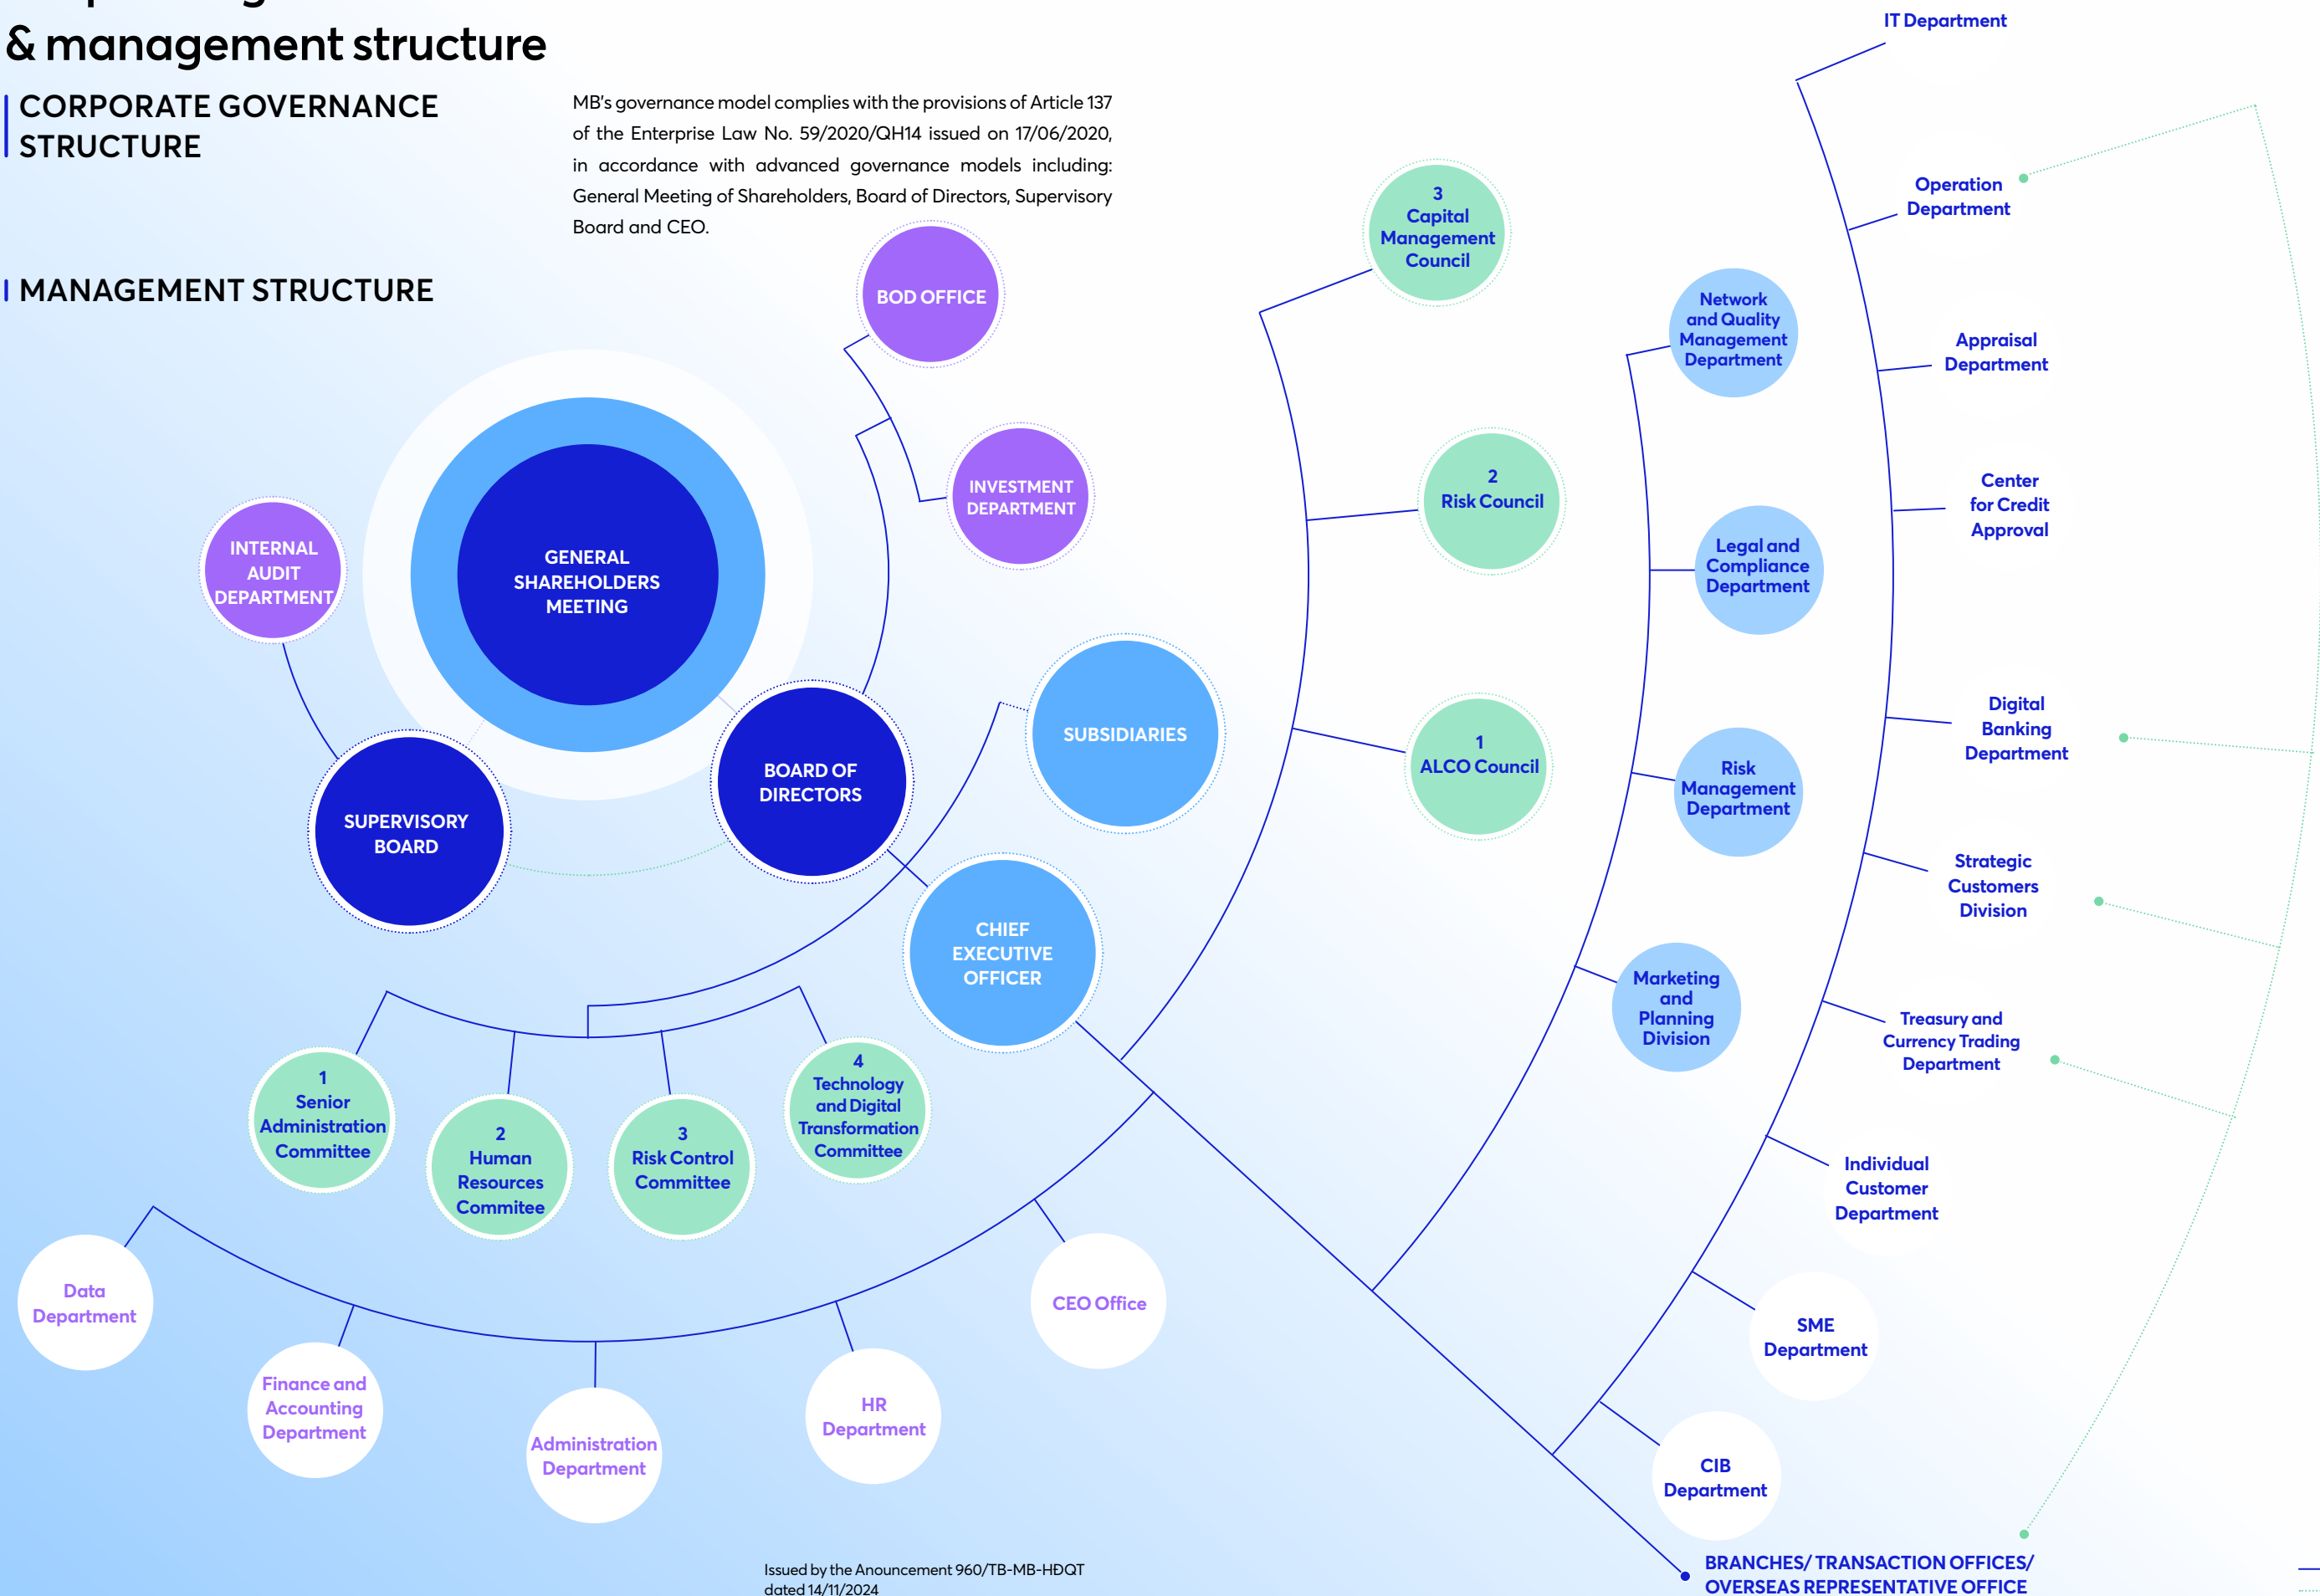 & management structure
CORPORATE GOVERNANCE
STRUCTURE
MB's governance model complies with the provisions of Article 137
of the Enterprise Law No. 59/2020/QH14 issued on 17/06/2020,
in accordance with advanced governance models including:
General Meeting of Shareholders, Board of Directors, Supervisory
Board and CEO.
MANAGEMENT STRUCTURE
BOD OFFICE
INVESTMENT
DEPARTMENT
INTERNAL
AUDIT
DEPARTMENT
GENERAL
SHAREHOLDERS
MEETING
SUPERVISORY
BOARD
BOARD OF
DIRECTORS
SUBSIDIARIES
CHIEF
EXECUTIVE
OFFICER
1
Senior
Administration
Committee
2
Human
Resources
Commitee
3
Risk Control
Committee
4
Technology
and Digital
Transformation
Committee
Data
Department
Finance and
Accounting
Department
Administration
Department
HR
Department
CEO Office
3
Capital
Management
Council
2
Risk Council
1
ALCO Council
Network
and Quality
Management
Department
Legal and
Compliance
Department
Risk
Management
Department
Marketing
and
Planning
Division
IT Department
Operation
Department
Appraisal
Department
Center
for Credit
Approval
Digital
Banking
Department
Strategic
Customers
Division
Treasury and
Currency Trading
Department
Individual
Customer
Department
SME
Department
CIB
Department
BRANCHES/ TRANSACTION OFFICES/
OVERSEAS REPRESENTATIVE OFFICE
Issued by the Anouncement 960/TB-MB-HĐQT
dated 14/11/2024